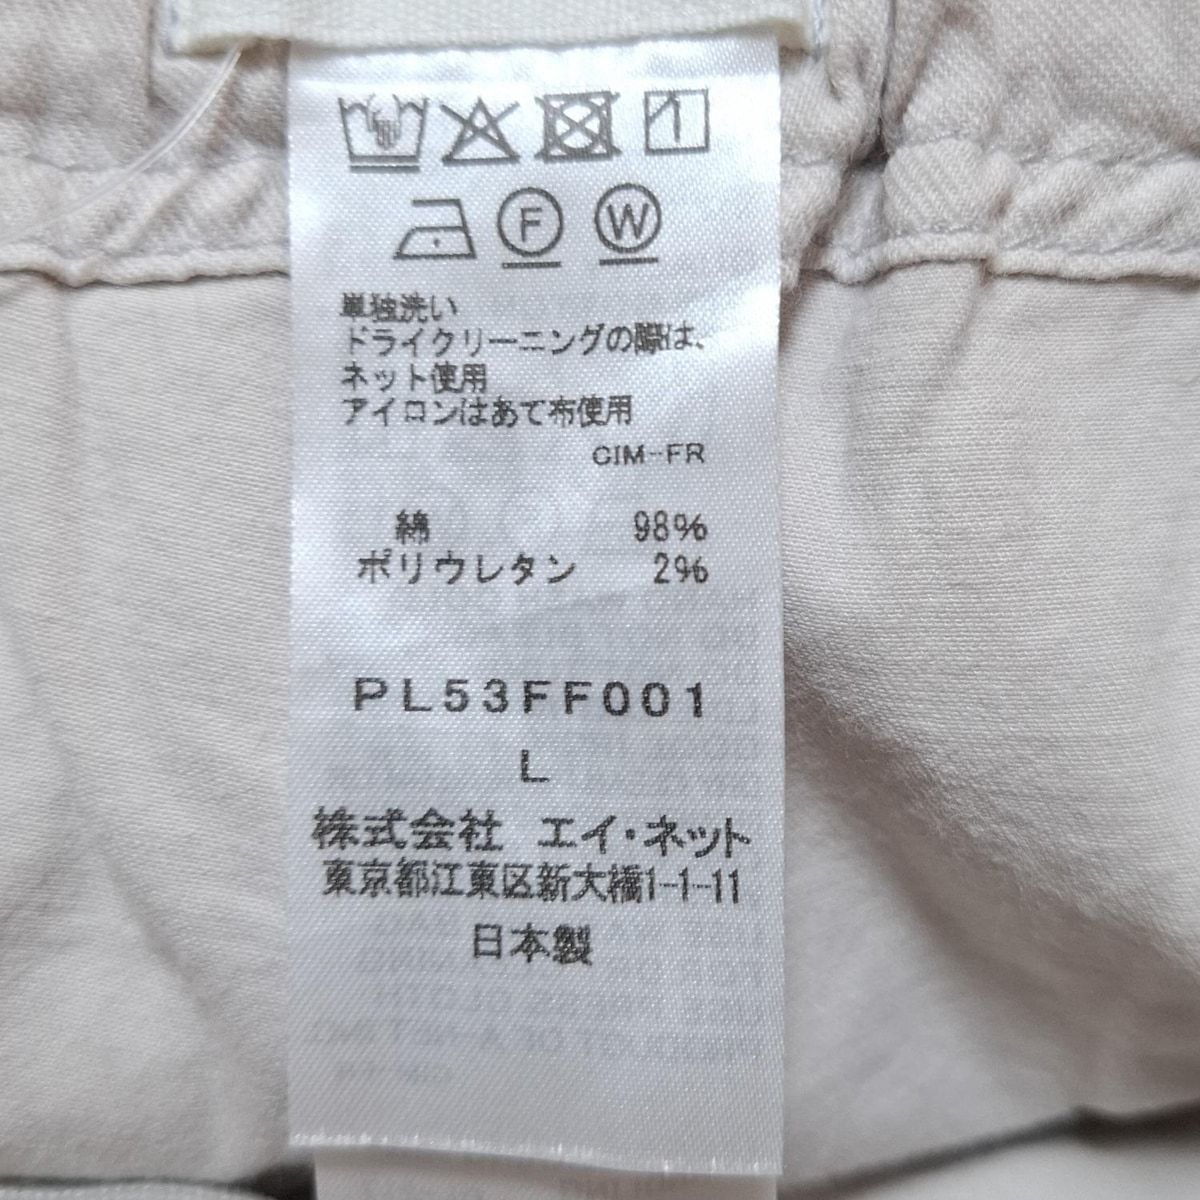 F W
単独洗い
ドライクリーニングの際は、
ネット使用
アイロンはあて布使用
CIM-FR
綿 98%
ポリウレタン 2%
PL53FF001
L
株式会社 エイ・ネット
東京都江東区新大橋1-1-11
日本製